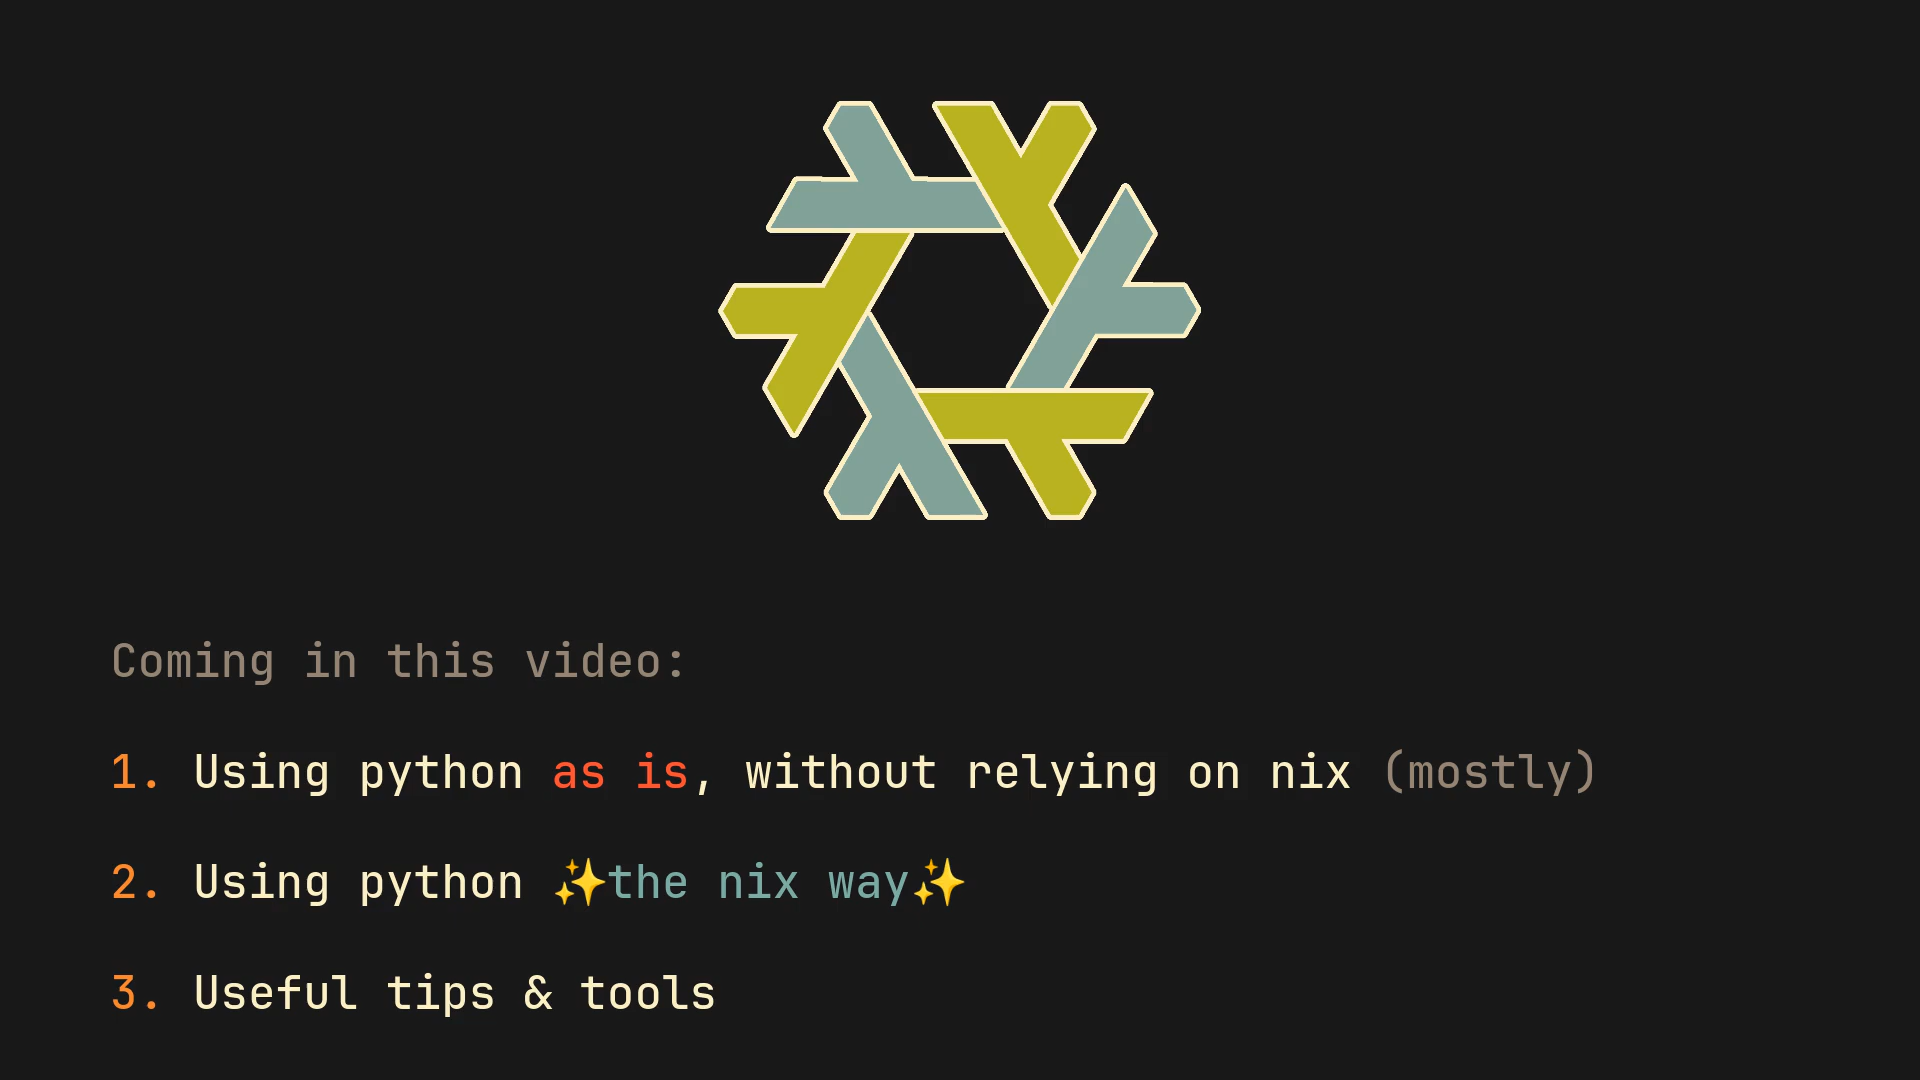 Coming in this video:
1. Using python as is, without relying on nix (mostly)
2. Using python ✨the nix way✨
3. Useful tips & tools